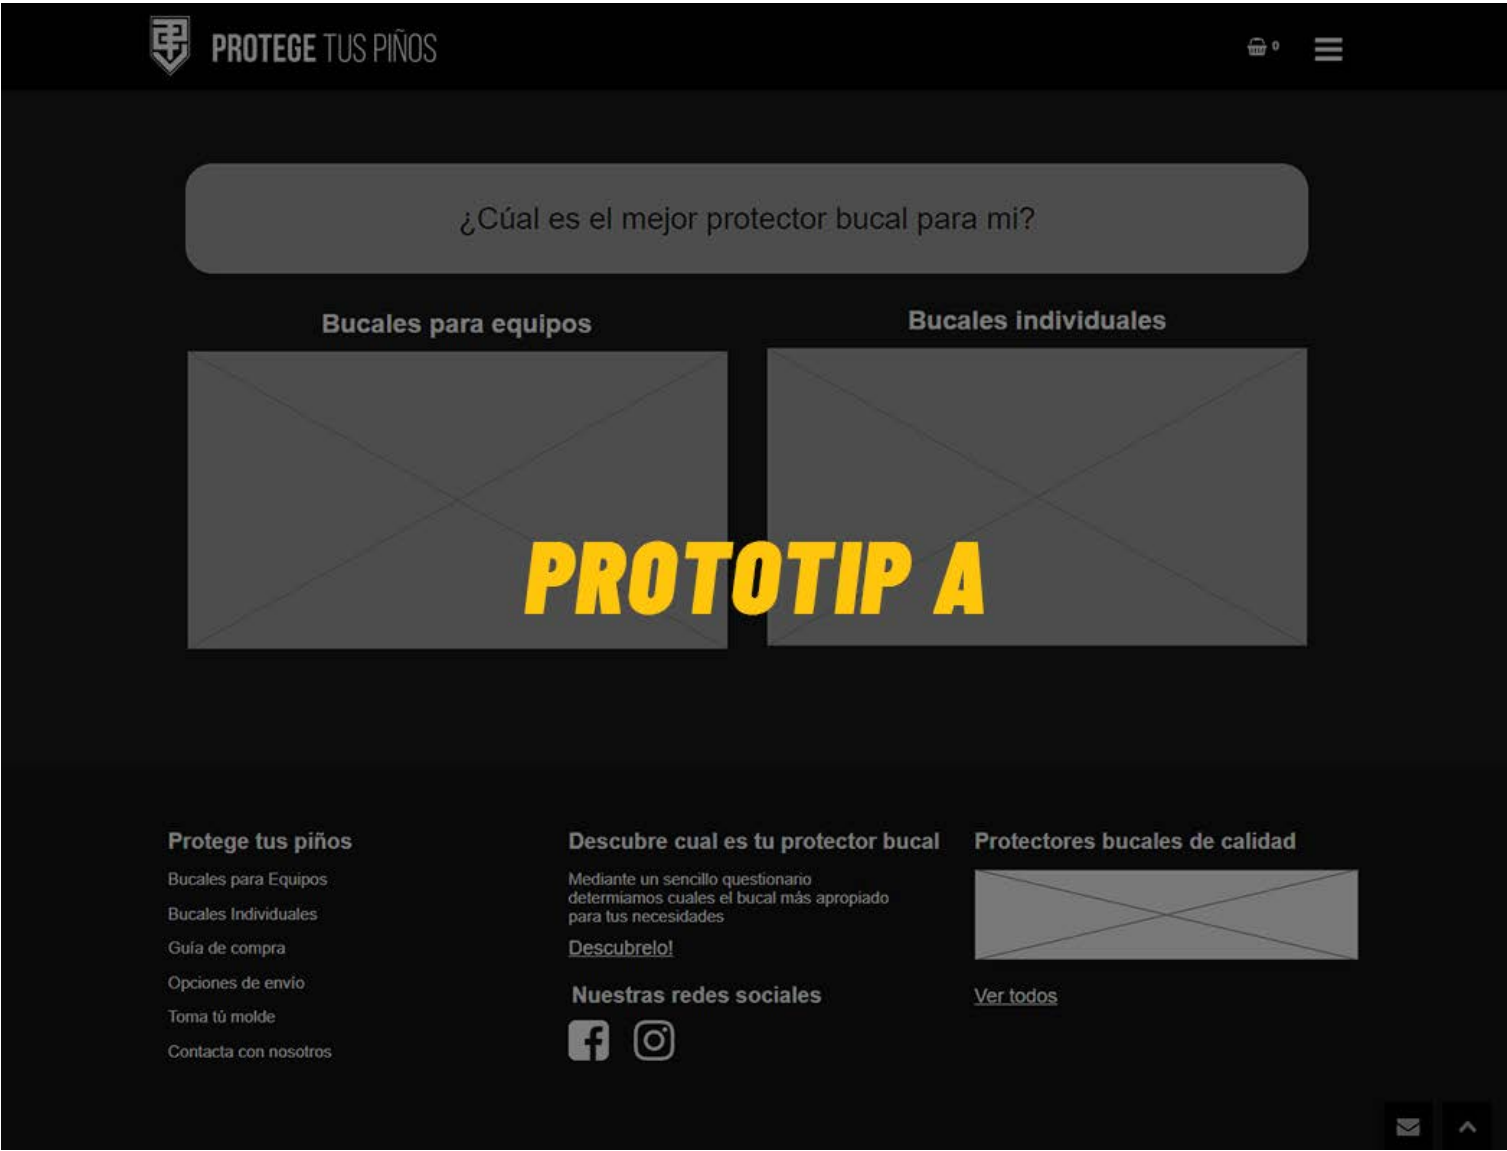 PROTEGE TUS PIÑOS
0
¿Cúal es el mejor protector bucal para mi?
Bucales para equipos
Bucales individuales
PROTOTIP A
Protege tus piños
Bucales para Equipos
Bucales Individuales
Guía de compra
Opciones de envío
Toma tú molde
Contacta con nosotros
Descubre cual es tu protector bucal
Mediante un sencillo questionario
determiamos cuales el bucal más apropiado
para tus necesidades
Descubrelo!
Nuestras redes sociales
Protectores bucales de calidad
Ver todos